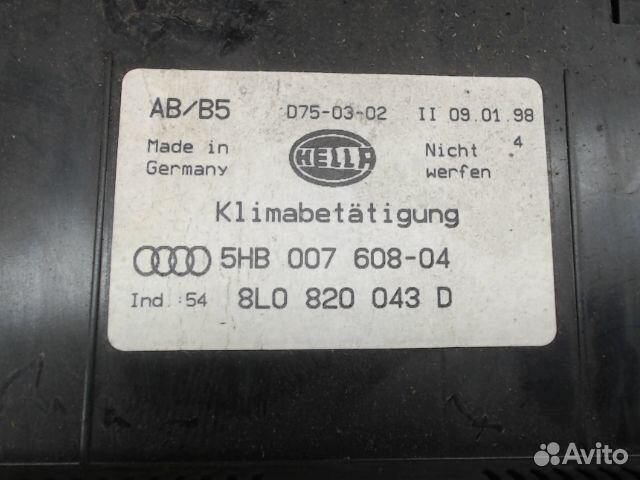 AB/B5 D75-03-02 II 09.01.98
4
Made in Germany
HELLA
Nicht werfen
Klimabetätigung
5HB 007 608-04
Ind.:54 8L0 820 043 D
Avito